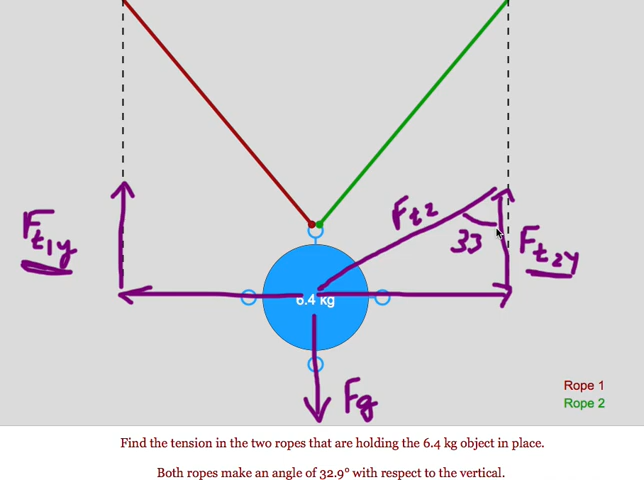 Ft2
Ft1y
33
Ft2y
6.4 kg
Fg
Rope 1
Rope 2
Find the tension in the two ropes that are holding the 6.4 kg object in place.
Both ropes make an angle of 32.9° with respect to the vertical.